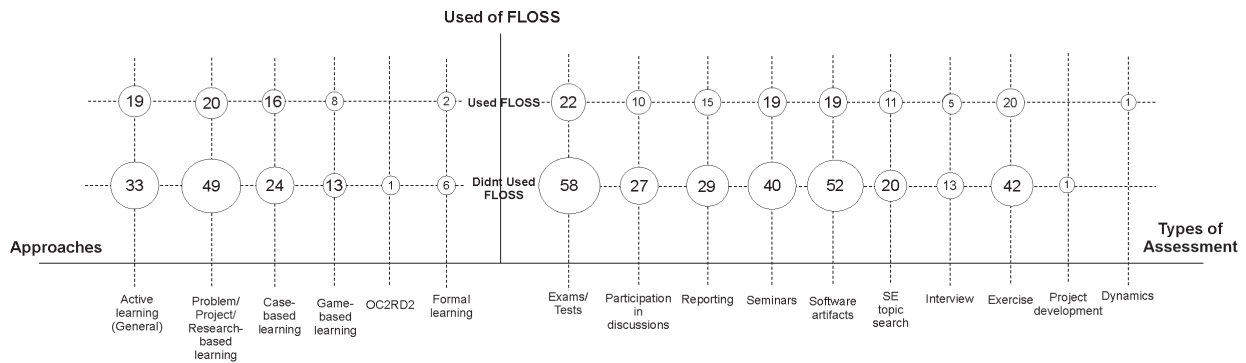 Used of FLOSS
19
20
16
8
2
Used FLOSS
22
10
15
19
19
11
5
20
1
33
49
24
13
1
6
Didnt Used
FLOSS
58
27
29
40
52
20
13
42
1
Approaches
Types of
Assessment
Active
learning
(General)
Problem/
Project/
Research-
based
learning
Case-
based
learning
Game-
based
learning
OC2RD2
Formal
learning
Exams/
Tests
Participation
in
discussions
Reporting
Seminars
Software
artifacts
SE
topic
search
Interview
Exercise
Project
development
Dynamics